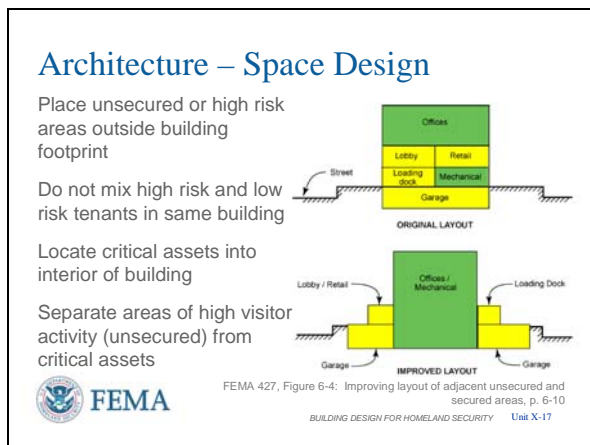 Architecture – Space Design
Place unsecured or high risk
areas outside building
footprint
Do not mix high risk and low
risk tenants in same building
Locate critical assets into
interior of building
Separate areas of high visitor
activity (unsecured) from
critical assets
Offices
Lobby
Retail
Street
Loading
dock
Mechanical
Garage
ORIGINAL LAYOUT
Lobby / Retail
Offices /
Mechanical
Loading Dock
Garage
Garage
IMPROVED LAYOUT
FEMA 427, Figure 6-4: Improving layout of adjacent unsecured and
secured areas, p. 6-10
FEMA
BUILDING DESIGN FOR HOMELAND SECURITY Unit X-17